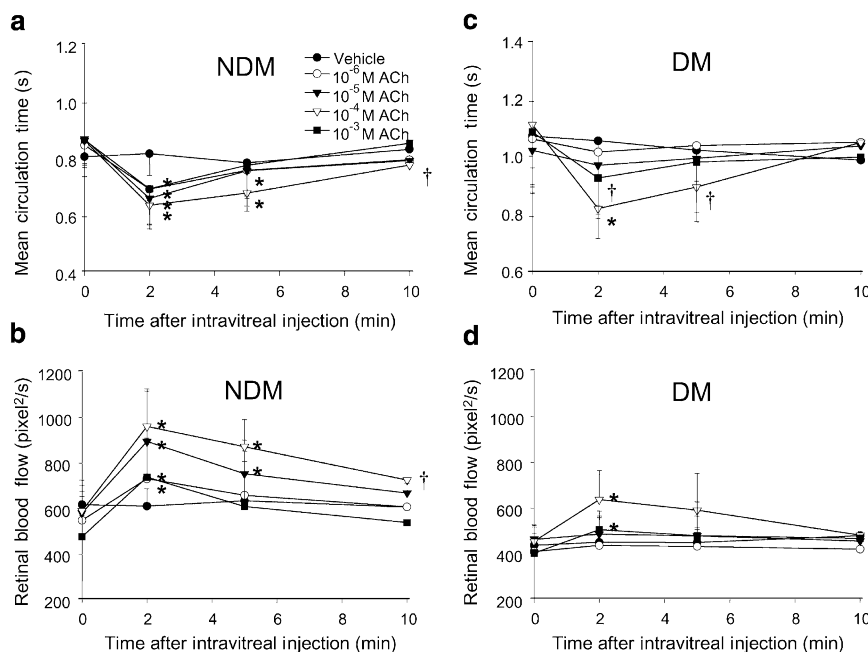 a
Mean circulation time (s)
1.2
1.0
0.8
0.6
0.4
NDM
Vehicle
10⁻⁶ M ACh
10⁻⁵ M ACh
10⁻⁴ M ACh
10⁻³ M ACh
*
*
*
*
*
*
†
0 2 4 6 8 10
Time after intravitreal injection (min)
c
Mean circulation time (s)
1.4
1.2
1.0
0.8
0.6
DM
†
*
†
0 2 4 6 8 10
Time after intravitreal injection (min)
b
Retinal blood flow (pixel²/s)
1200
1000
800
600
400
200
NDM
*
*
*
*
*
*
†
0 2 4 6 8 10
Time after intravitreal injection (min)
d
Retinal blood flow (pixel²/s)
1200
1000
800
600
400
200
DM
*
*
0 2 4 6 8 10
Time after intravitreal injection (min)